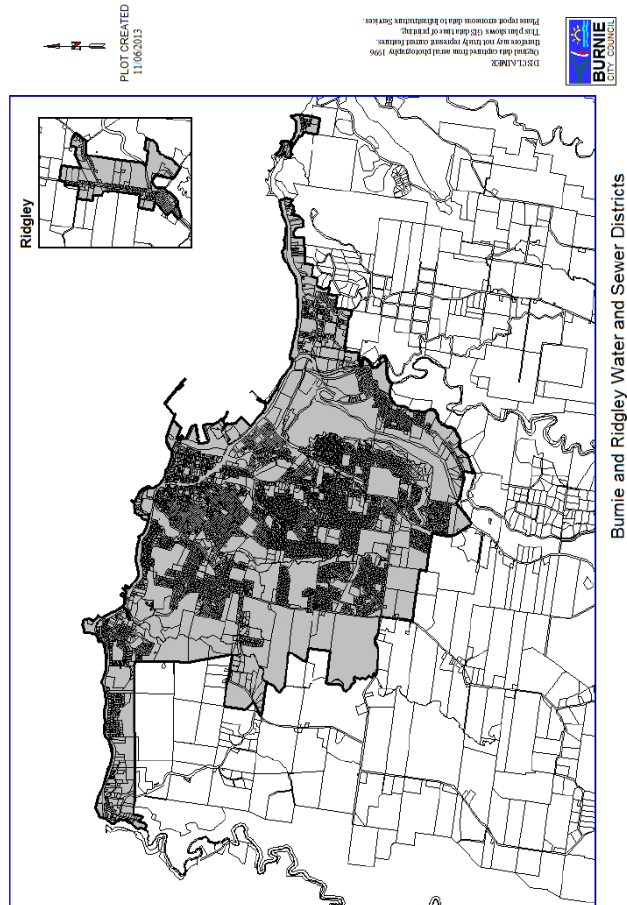 Ridgley
N
PLOT CREATED
11/06/2013
DISCLAIMER
Orginal data captured from aerial photography 1996
therefore may not truly represent current features.
This plan shows GIS data at time of printing.
Please report erroneous data to Infrastructure Services.
BURNIE
CITY COUNCIL
Burnie and Ridgley Water and Sewer Districts